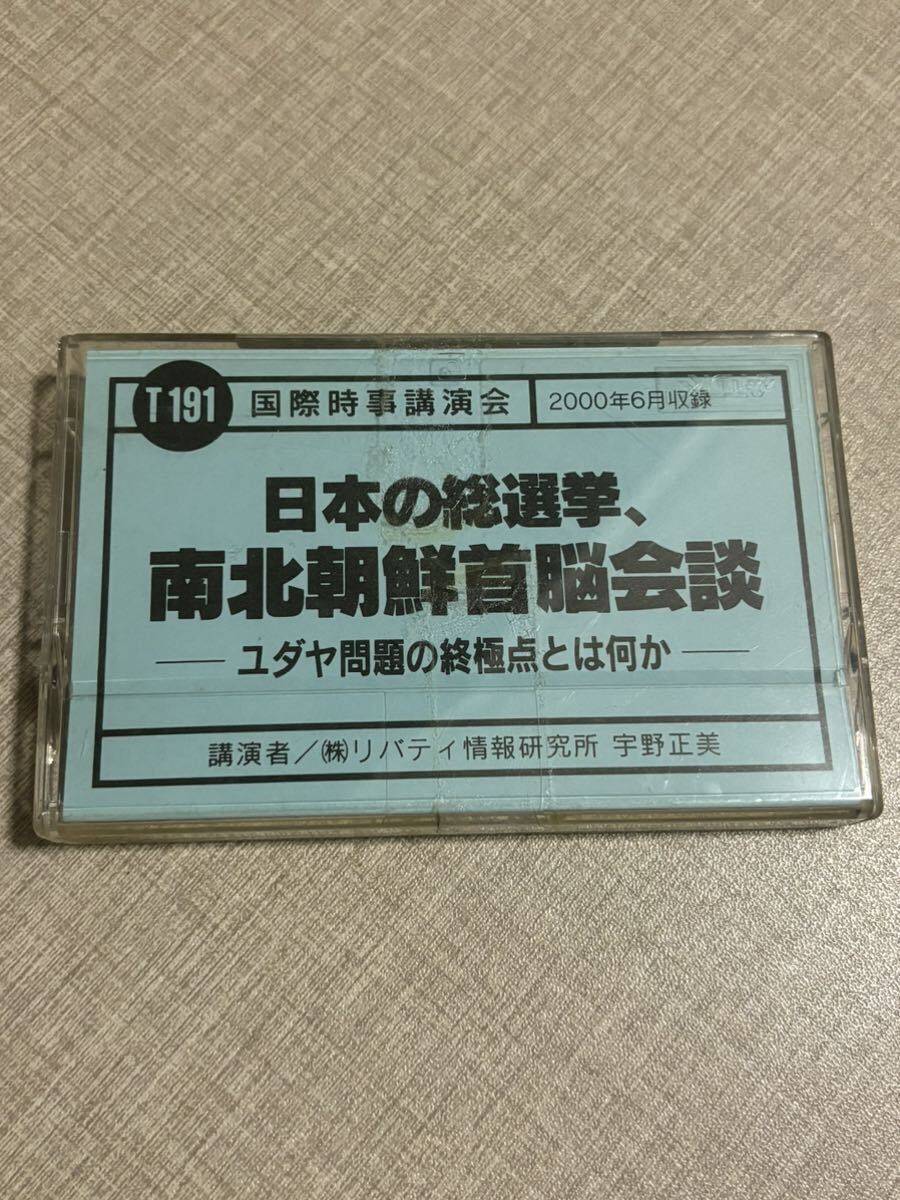 T191 国際時事講演会 2000年6月収録
日本の総選挙、
南北朝鮮首脳会談
― ユダヤ問題の終極点とは何か ―
講演者/㈱リバティ情報研究所 宇野正美